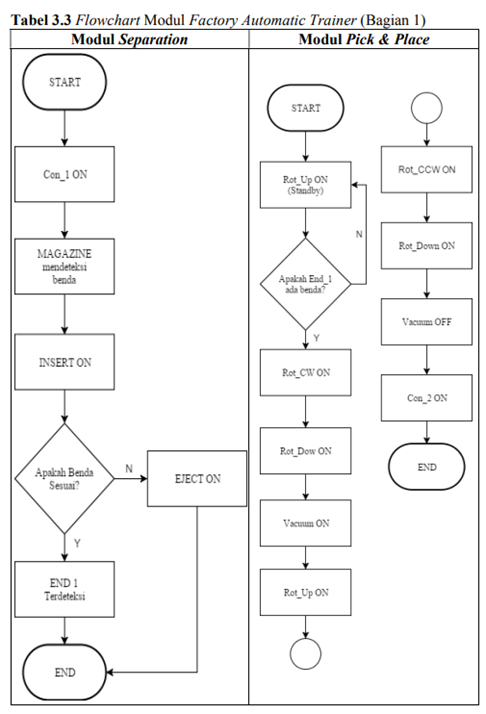 Tabel 3.3 Flowchart Modul Factory Automatic Trainer (Bagian 1)
Modul Separation
Modul Pick & Place
START
Con_1 ON
MAGAZINE
mendeteksi
benda
INSERT ON
Apakah Benda
Sesuai?
N
EJECT ON
Y
END 1
Terdeteksi
END
START
Rot_Up ON
(Standby)
N
Apakah End_1
ada benda?
Y
Rot_CW ON
Rot_Dow ON
Vacuum ON
Rot_Up ON
Rot_CCW ON
Rot_Down ON
Vacuum OFF
Con_2 ON
END